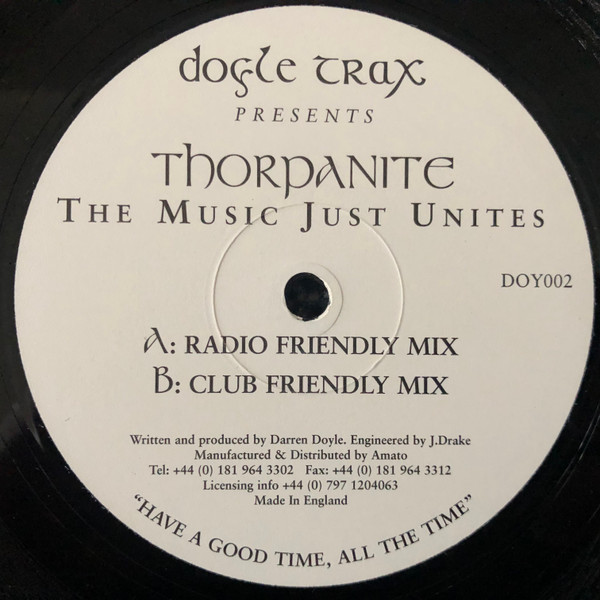 doyle trax
PRESENTS
THORPANITE
THE MUSIC JUST UNITES
DOY002
A: RADIO FRIENDLY MIX
B: CLUB FRIENDLY MIX
Written and produced by Darren Doyle. Engineered by J.Drake
Manufactured & Distributed by Amato
Tel: +44 (0) 181 964 3302 Fax: +44 (0) 181 964 3312
Licensing info +44 (0) 797 1204063
Made In England
“HAVE A GOOD TIME, ALL THE TIME”